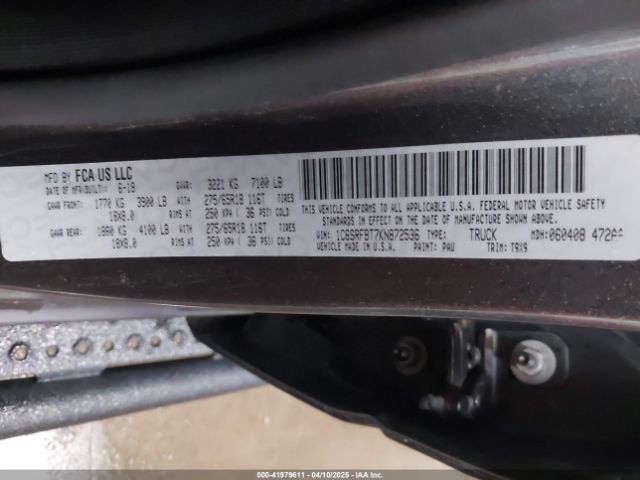 MFD BY FCA US LLC
DATE OF MFR(BUILT): 6-19 GVWR: 3221 KG 7100 LB
GAWR FRONT: 1770 KG 3900 LB WITH 275/65R18 116T TIRES
18X8.0 RIMS AT 250 KPA ( 36 PSI) COLD
GAWR REAR: 1860 KG 4100 LB WITH 275/65R18 116T TIRES
18X8.0 RIMS AT 250 KPA ( 36 PSI) COLD
THIS VEHICLE CONFORMS TO ALL APPLICABLE U.S.A. FEDERAL MOTOR VEHICLE SAFETY
STANDARDS IN EFFECT ON THE DATE OF MANUFACTURE SHOWN ABOVE.
VIN: 1C6SRFBT7KN872536 TYPE: TRUCK MDH: 060408 472AA
VEHICLE MADE IN U.S.A. PAINT: PAU TRIM: T9X9
000-41979611 - 04/10/2025 - IAAI.com